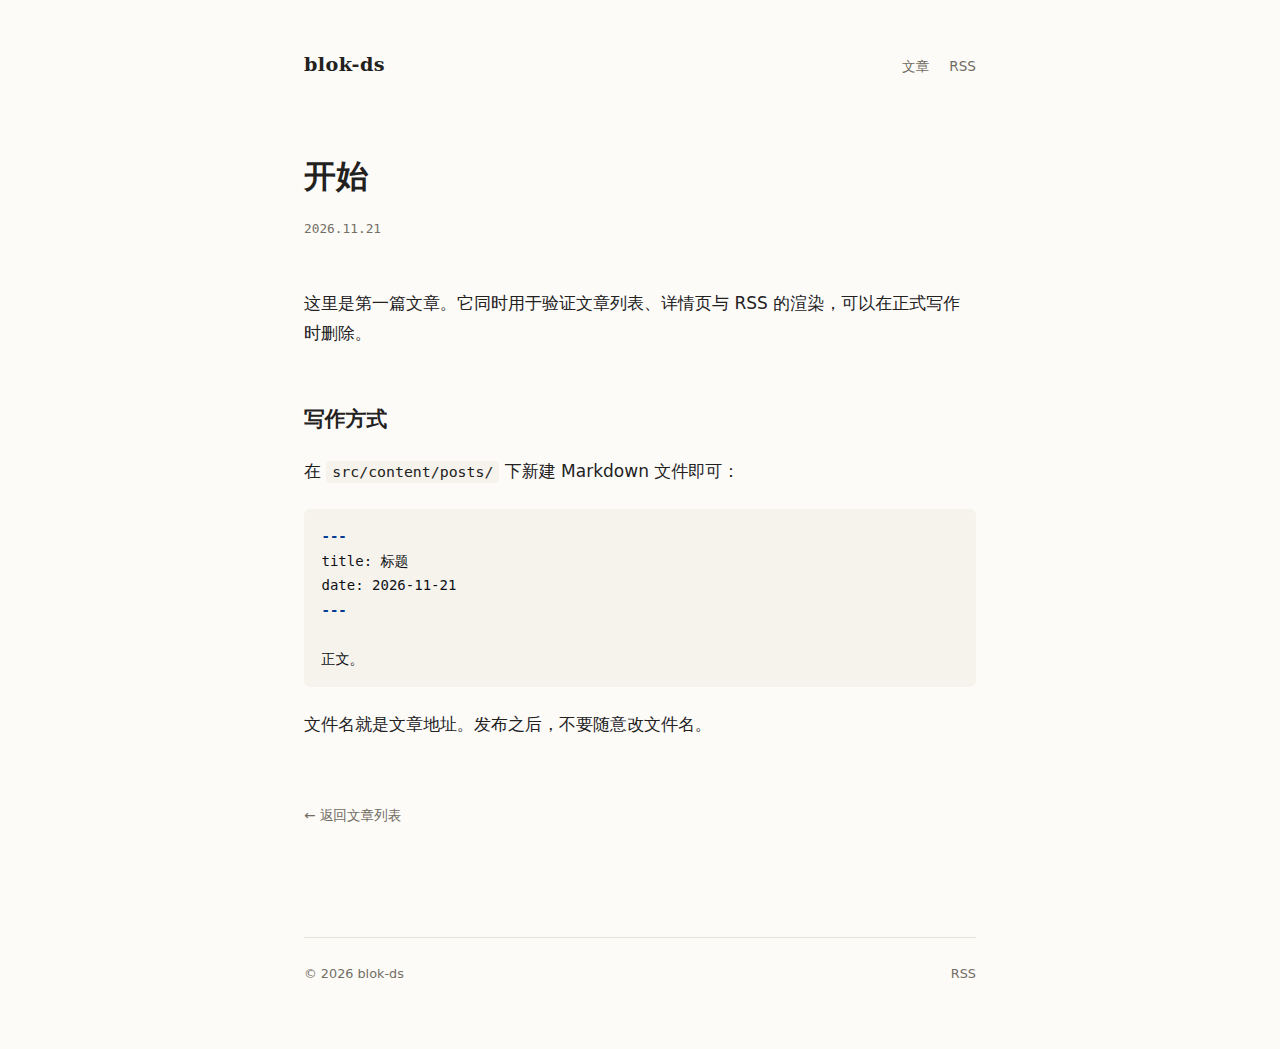 blok-ds
文章 RSS
开始
2026.11.21
这里是第一篇文章。它同时用于验证文章列表、详情页与 RSS 的渲染，可以在正式写作
时删除。
写作方式
在 src/content/posts/ 下新建 Markdown 文件即可：
---
title: 标题
date: 2026-11-21
---
正文。
文件名就是文章地址。发布之后，不要随意改文件名。
← 返回文章列表
© 2026 blok-ds
RSS